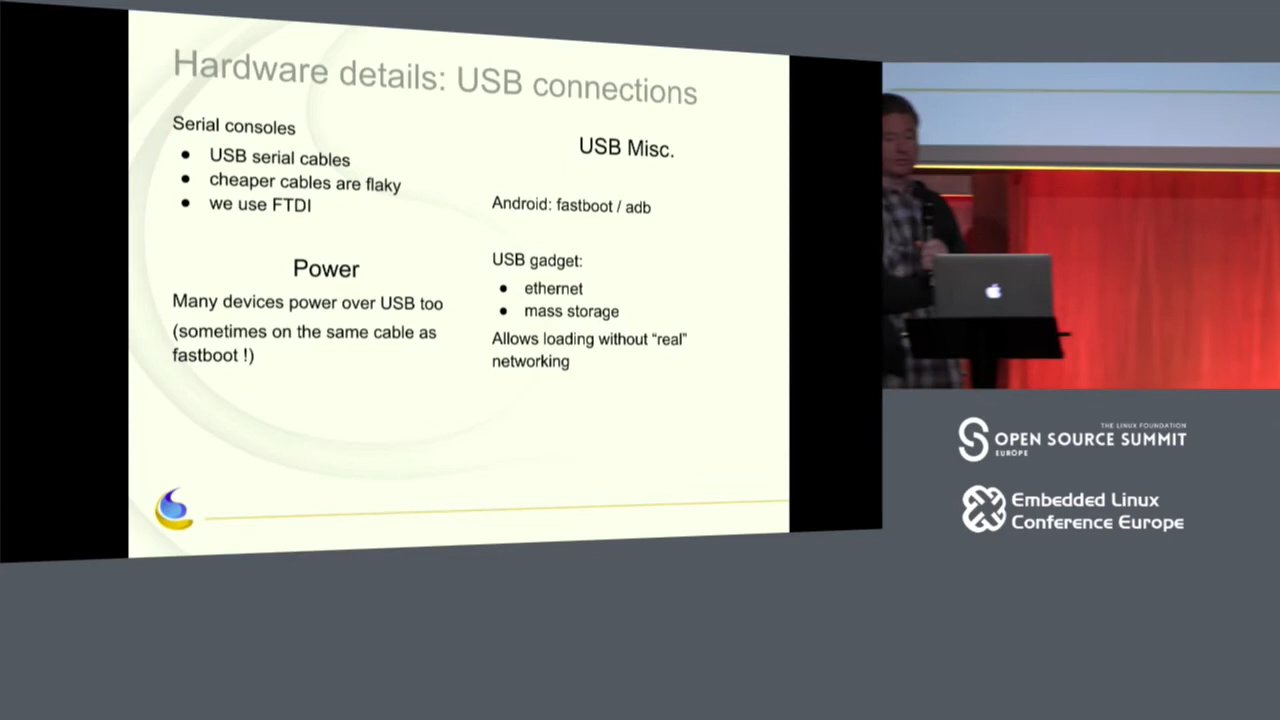 Hardware details: USB connections
Serial consoles
● USB serial cables
● cheaper cables are flaky
● we use FTDI
Power
Many devices power over USB too
(sometimes on the same cable as
fastboot !)
USB Misc.
Android: fastboot / adb
USB gadget:
● ethernet
● mass storage
Allows loading without “real”
networking
THE LINUX FOUNDATION
OPEN SOURCE SUMMIT
EUROPE
Embedded Linux
Conference Europe